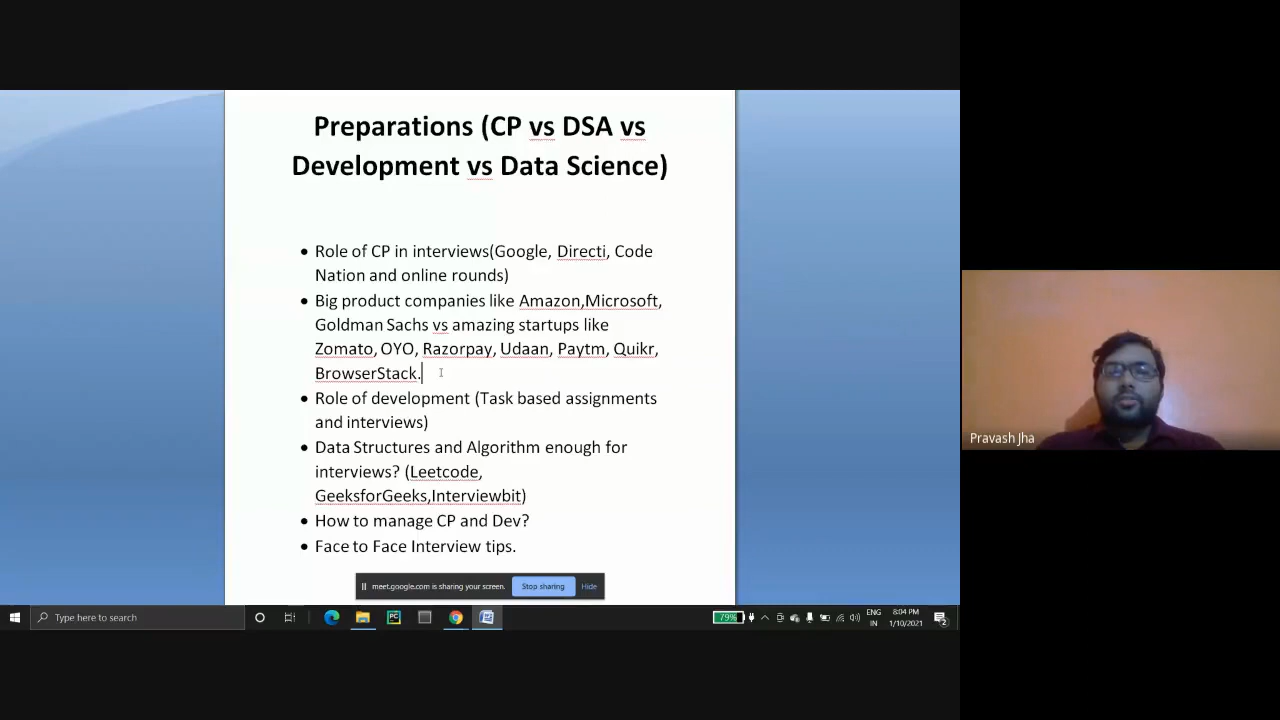 Preparations (CP vs DSA vs
Development vs Data Science)
• Role of CP in interviews(Google, Directi, Code
Nation and online rounds)
• Big product companies like Amazon,Microsoft,
Goldman Sachs vs amazing startups like
Zomato, OYO, Razorpay, Udaan, Paytm, Quikr,
BrowserStack.
• Role of development (Task based assignments
and interviews)
• Data Structures and Algorithm enough for
interviews? (Leetcode,
GeeksforGeeks,Interviewbit)
• How to manage CP and Dev?
• Face to Face Interview tips.
Pravash Jha
meet.google.com is sharing your screen. Stop sharing Hide
Type here to search
PC
79%
ENG
IN
8:04 PM
1/10/2021
2